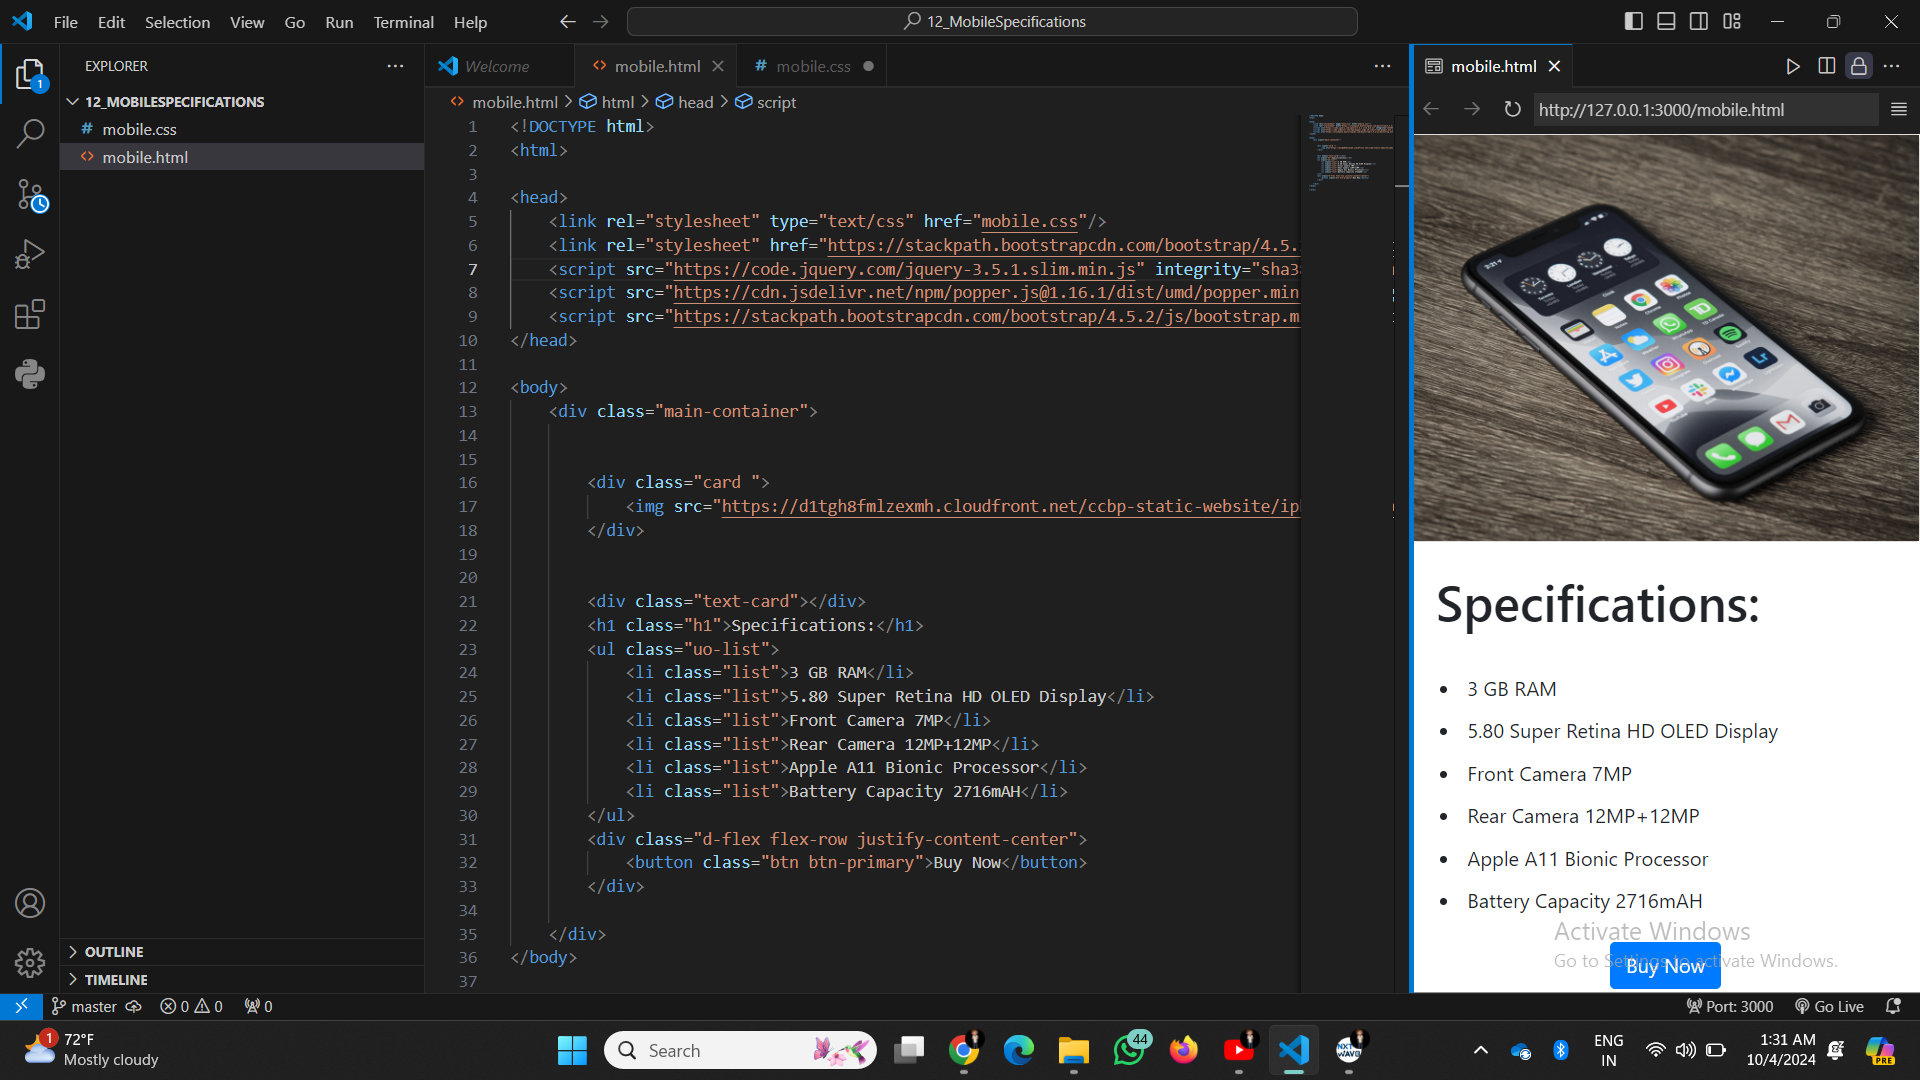 File Edit Selection View Go Run Terminal Help
12_MobileSpecifications
EXPLORER
12_MOBILESPECIFICATIONS
mobile.css
mobile.html
OUTLINE
TIMELINE
Welcome mobile.html mobile.css
mobile.html > html > head > script
1 <!DOCTYPE html>
2 <html>
3
4 <head>
5 <link rel="stylesheet" type="text/css" href="mobile.css"/>
6 <link rel="stylesheet" href="https://stackpath.bootstrapcdn.com/bootstrap/4.5.
7 <script src="https://code.jquery.com/jquery-3.5.1.slim.min.js" integrity="sha3
8 <script src="https://cdn.jsdelivr.net/npm/popper.js@1.16.1/dist/umd/popper.min
9 <script src="https://stackpath.bootstrapcdn.com/bootstrap/4.5.2/js/bootstrap.m
10 </head>
11
12 <body>
13 <div class="main-container">
14
15
16 <div class="card ">
17 <img src="https://d1tgh8fmlzexmh.cloudfront.net/ccbp-static-website/ip
18 </div>
19
20
21 <div class="text-card"></div>
22 <h1 class="h1">Specifications:</h1>
23 <ul class="uo-list">
24 <li class="list">3 GB RAM</li>
25 <li class="list">5.80 Super Retina HD OLED Display</li>
26 <li class="list">Front Camera 7MP</li>
27 <li class="list">Rear Camera 12MP+12MP</li>
28 <li class="list">Apple A11 Bionic Processor</li>
29 <li class="list">Battery Capacity 2716mAH</li>
30 </ul>
31 <div class="d-flex flex-row justify-content-center">
32 <button class="btn btn-primary">Buy Now</button>
33 </div>
34
35 </div>
36 </body>
37
mobile.html
http://127.0.0.1:3000/mobile.html
Specifications:
3 GB RAM
5.80 Super Retina HD OLED Display
Front Camera 7MP
Rear Camera 12MP+12MP
Apple A11 Bionic Processor
Battery Capacity 2716mAH
Activate Windows
Go to Settings to activate Windows.
Buy Now
master 0 0 0
Port: 3000 Go Live
1 72°F
Mostly cloudy
Search
44
ENG
IN
1:31 AM
10/4/2024
PRE